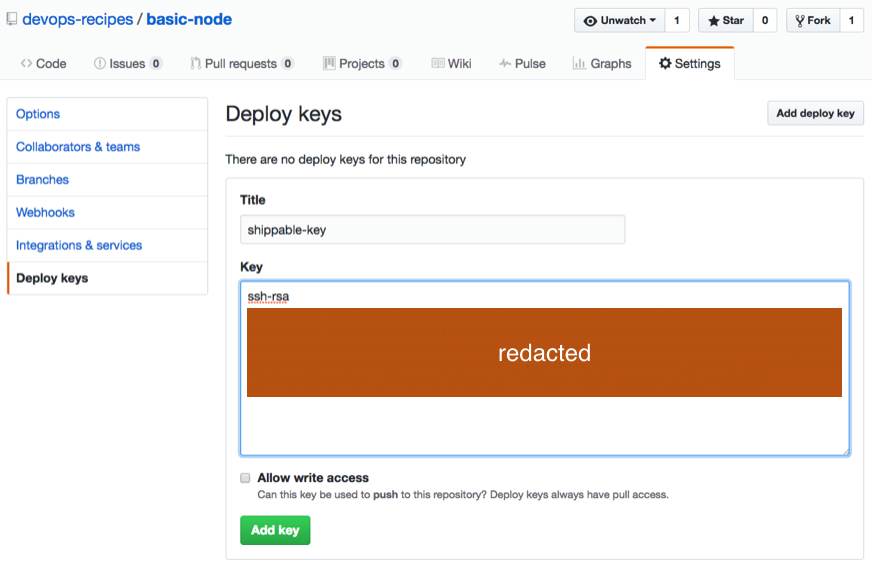 devops-recipes / basic-node
Unwatch 1 Star 0 Fork 1
Code Issues 0 Pull requests 0 Projects 0 Wiki Pulse Graphs Settings
Options
Collaborators & teams
Branches
Webhooks
Integrations & services
Deploy keys
Deploy keys
Add deploy key
There are no deploy keys for this repository
Title
shippable-key
Key
ssh-rsa
redacted
Allow write access
Can this key be used to push to this repository? Deploy keys always have pull access.
Add key